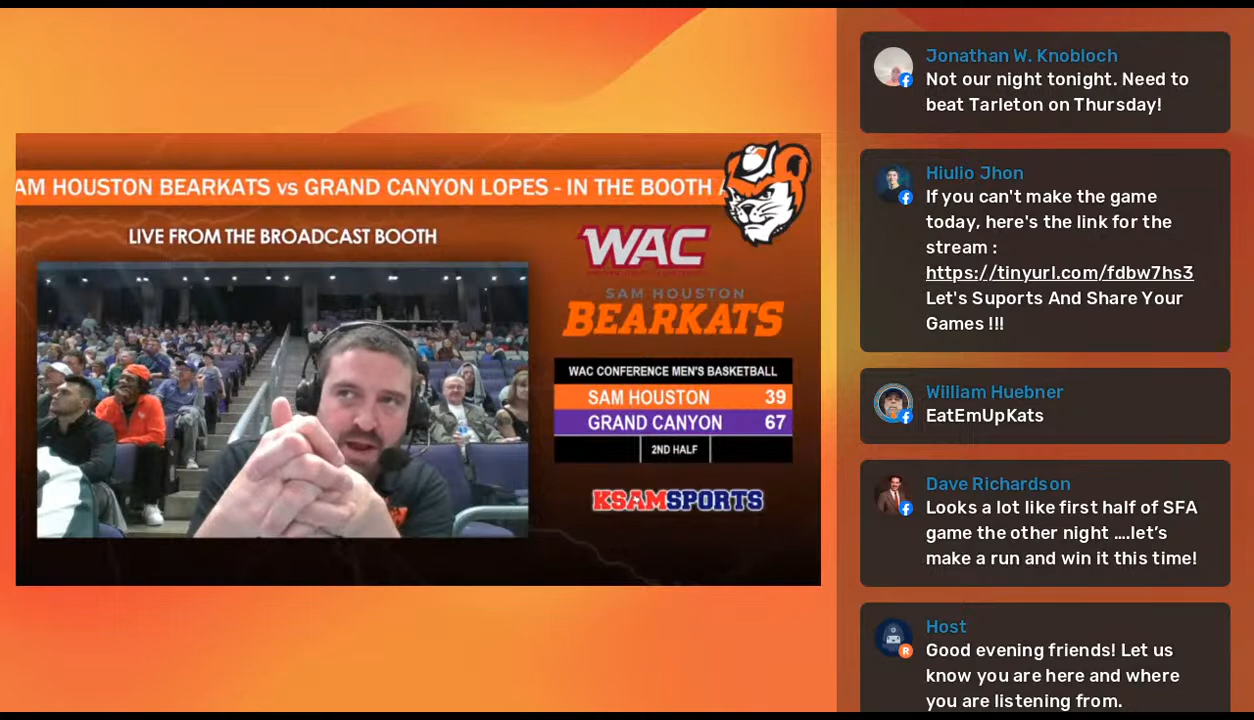 AM HOUSTON BEARKATS vs GRAND CANYON LOPES - IN THE BOOTH
LIVE FROM THE BROADCAST BOOTH
WAC
SAM HOUSTON
BEARKATS
WAC CONFERENCE MEN'S BASKETBALL
SAM HOUSTON 39
GRAND CANYON 67
2ND HALF
KSAMSPORTS
Jonathan W. Knobloch
Not our night tonight. Need to
beat Tarleton on Thursday!
Hiulio Jhon
If you can't make the game
today, here's the link for the
stream :
https://tinyurl.com/fdbw7hs3
Let's Suports And Share Your
Games !!!
William Huebner
EatEmUpKats
Dave Richardson
Looks a lot like first half of SFA
game the other night ....let’s
make a run and win it this time!
Host
Good evening friends! Let us
know you are here and where
you are listening from.